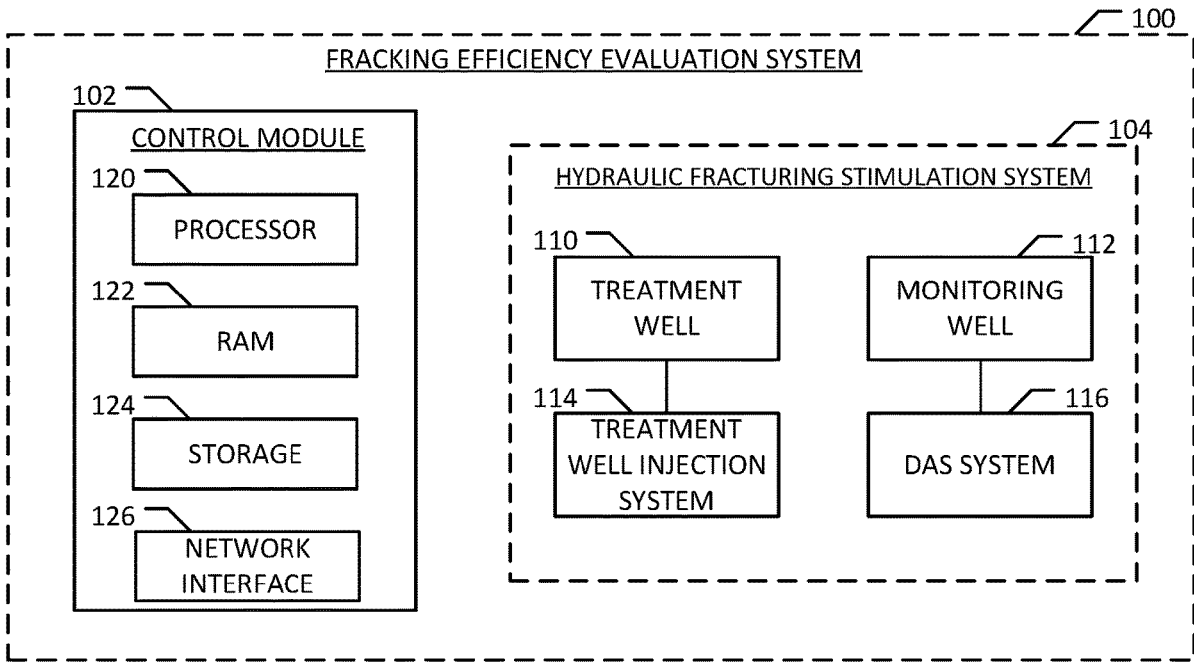 100
FRACKING EFFICIENCY EVALUATION SYSTEM
102
CONTROL MODULE
120
PROCESSOR
122
RAM
124
STORAGE
126
NETWORK
INTERFACE
104
HYDRAULIC FRACTURING STIMULATION SYSTEM
110
TREATMENT
WELL
112
MONITORING
WELL
114
TREATMENT
WELL INJECTION
SYSTEM
116
DAS SYSTEM